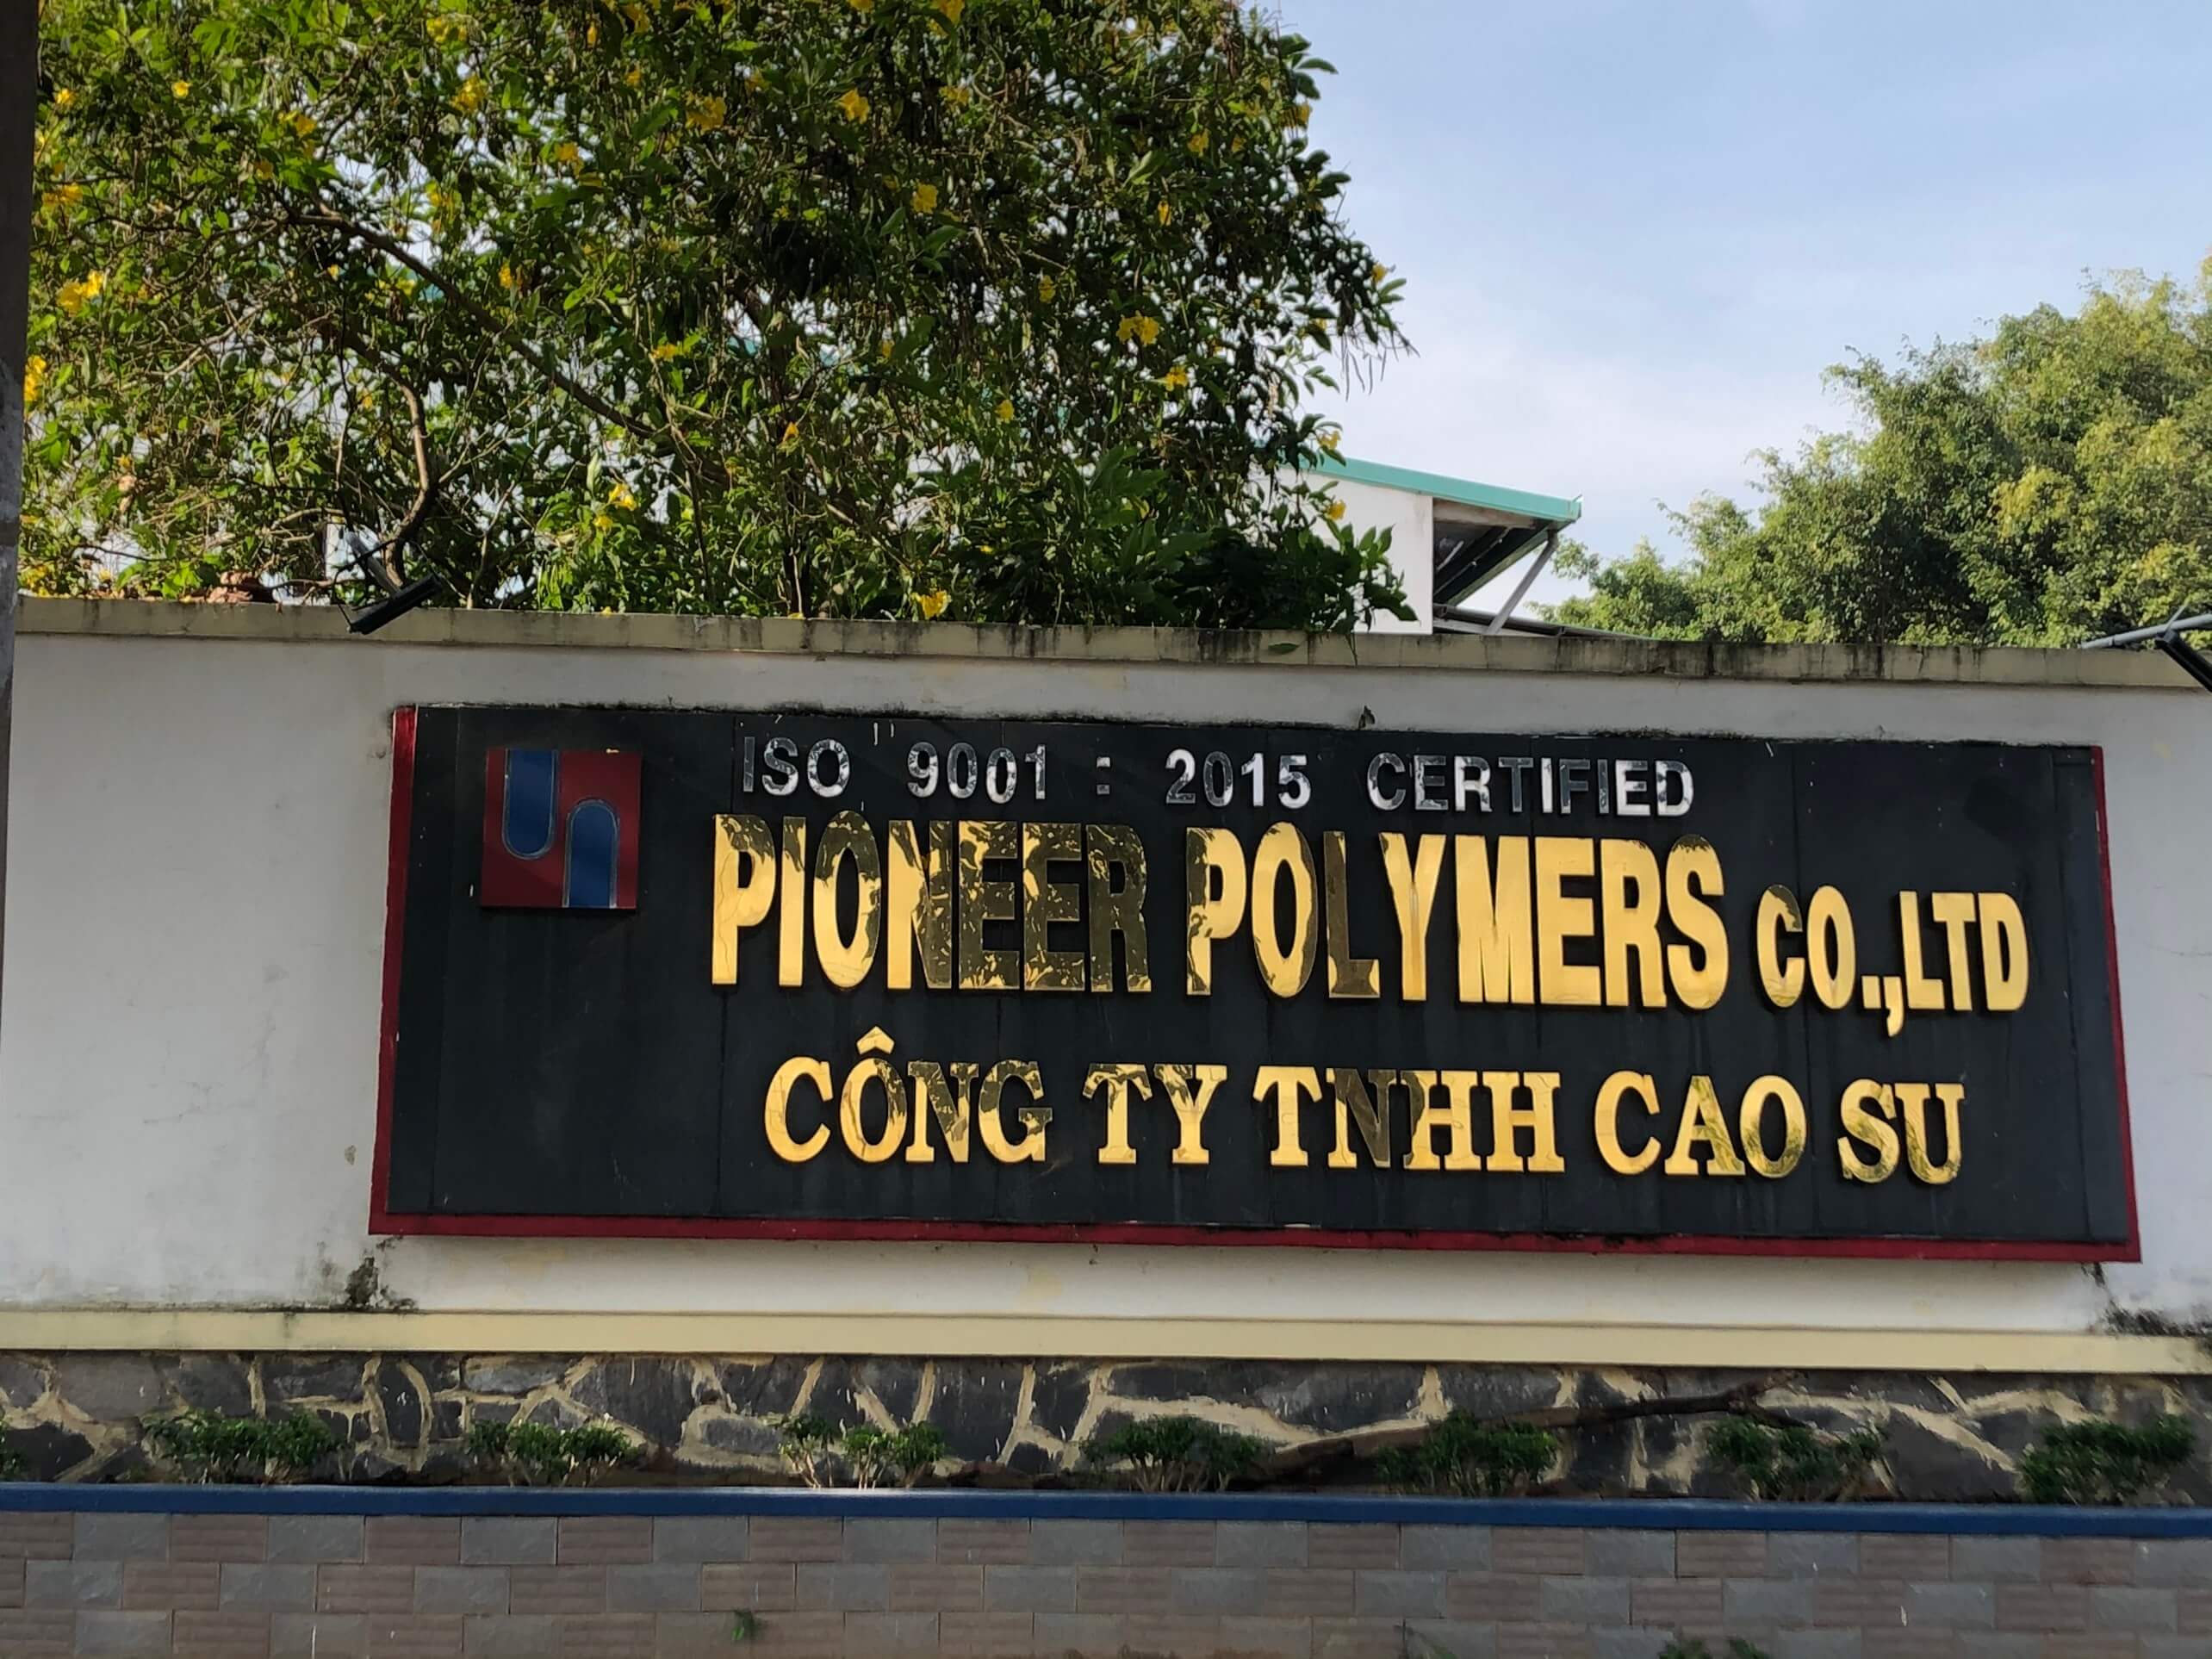 ISO 9001 : 2015 CERTIFIED
PIONEER POLYMERS CO.,LTD
CÔNG TY TNHH CAO SU